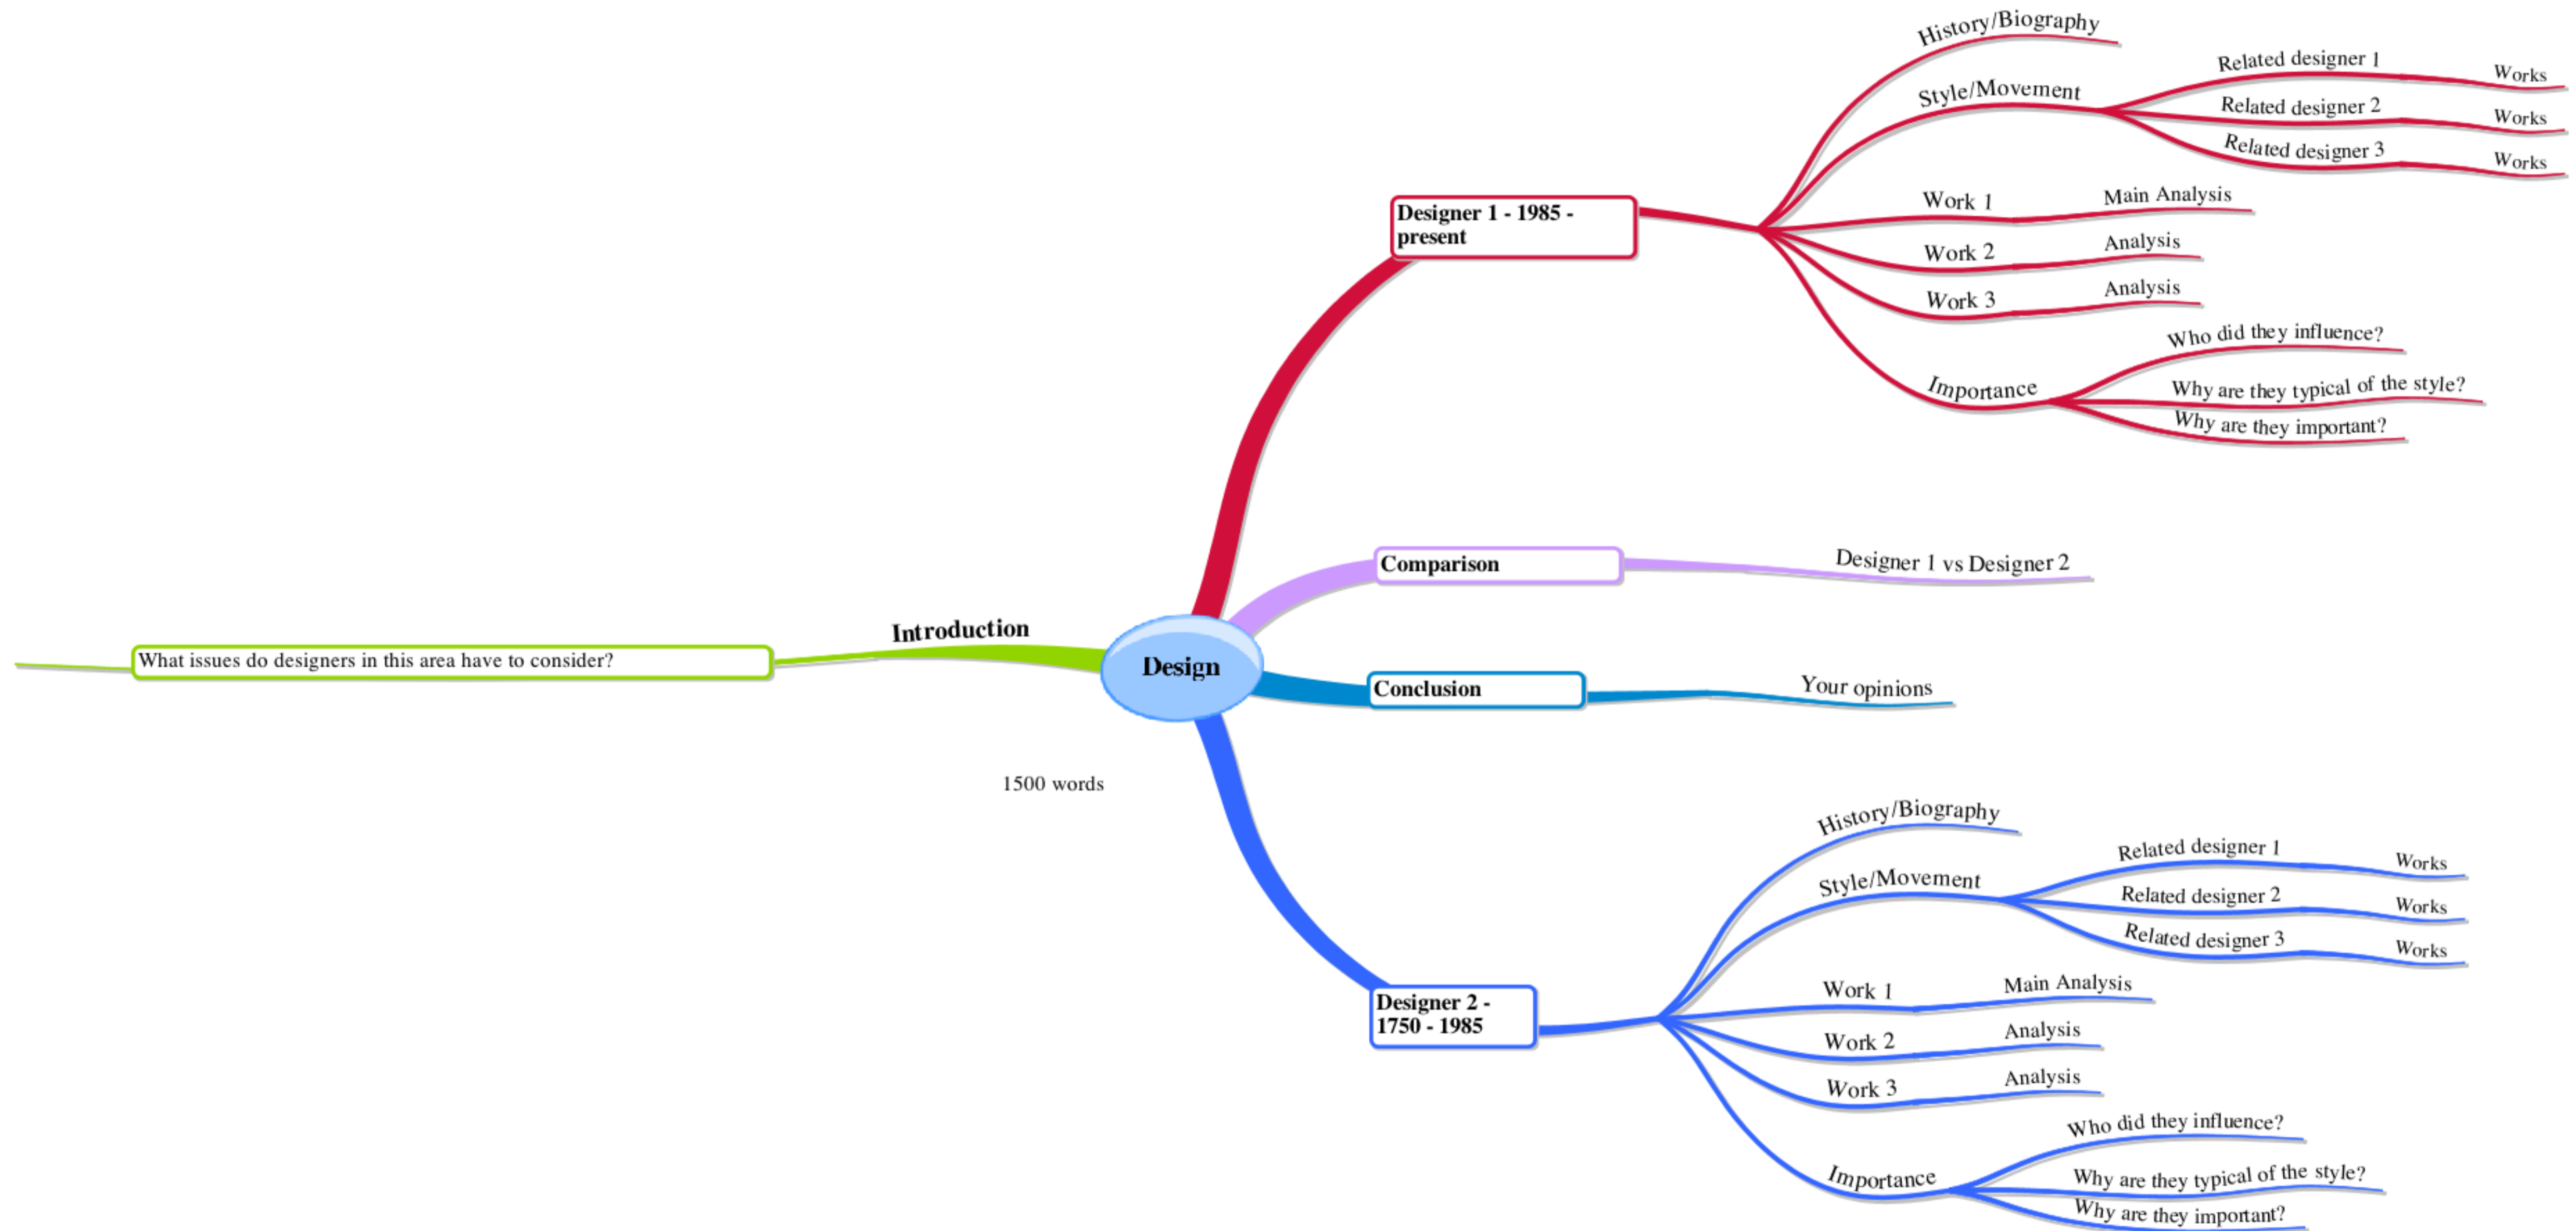 History/Biography
Style/Movement
Related designer 1
Works
Related designer 2
Works
Related designer 3
Works
Designer 1 - 1985 -
present
Work 1
Main Analysis
Work 2
Analysis
Work 3
Analysis
Importance
Who did they influence?
Why are they typical of the style?
Why are they important?
Comparison
Designer 1 vs Designer 2
Introduction
What issues do designers in this area have to consider?
Design
Conclusion
Your opinions
1500 words
History/Biography
Style/Movement
Related designer 1
Works
Related designer 2
Works
Related designer 3
Works
Designer 2 -
1750 - 1985
Work 1
Main Analysis
Work 2
Analysis
Work 3
Analysis
Importance
Who did they influence?
Why are they typical of the style?
Why are they important?